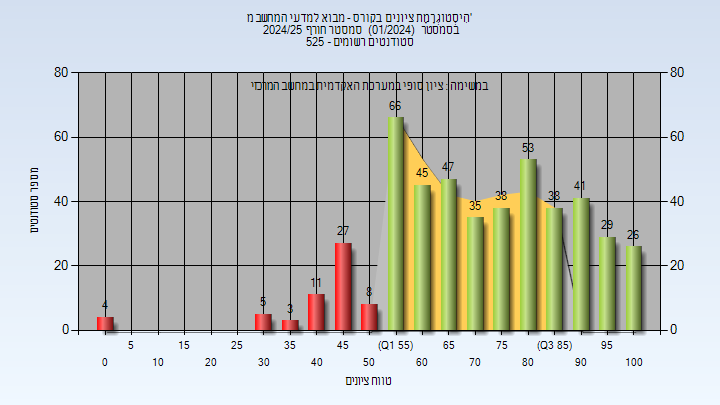 היסטוגרמת ציונים בקורס - מבוא למדעי המחשב מ'
בסמסטר (01/2024) סמסטר חורף 2024/25
סטודנטים רשומים - 525
במשימה : ציון סופי במערכת האקדמית במחשב המרכזי
מספר סטודנטים
80 80
60 60
40 40
20 20
0 0
4 5 3 11 27 8 66 45 47 35 38 53 38 41 29 26
5 15 25 35 45 (Q1 55) 65 75 (Q3 85) 95
0 10 20 30 40 50 60 70 80 90 100
טווח ציונים